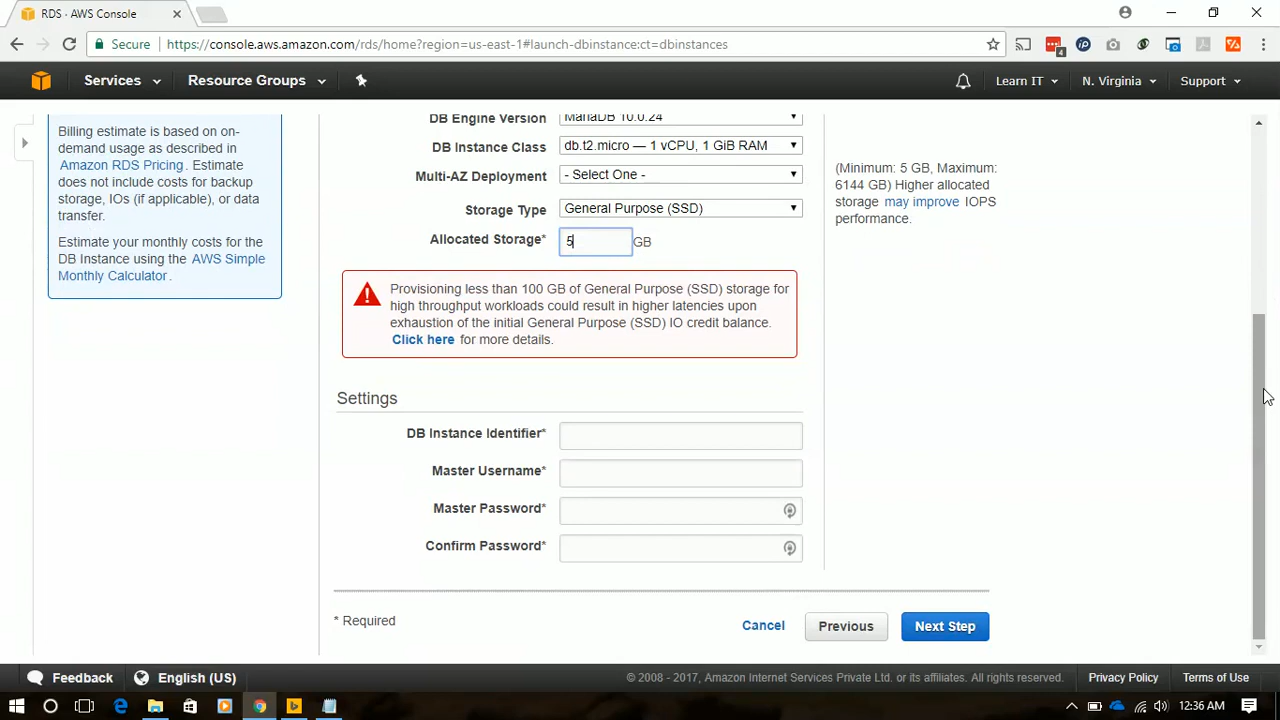 RDS · AWS Console
Secure
https://console.aws.amazon.com/rds/home?region=us-east-1#launch-dbinstance:ct=dbinstances
4
Services
Resource Groups
Learn IT
N. Virginia
Support
Billing estimate is based on on-
demand usage as described in
Amazon RDS Pricing. Estimate
does not include costs for backup
storage, IOs (if applicable), or data
transfer.
Estimate your monthly costs for the
DB Instance using the AWS Simple
Monthly Calculator.
DB Engine Version MariaDB 10.0.24
DB Instance Class db.t2.micro — 1 vCPU, 1 GiB RAM
Multi-AZ Deployment - Select One -
Storage Type General Purpose (SSD)
Allocated Storage* 5 GB
(Minimum: 5 GB, Maximum:
6144 GB) Higher allocated
storage may improve IOPS
performance.
Provisioning less than 100 GB of General Purpose (SSD) storage for
high throughput workloads could result in higher latencies upon
exhaustion of the initial General Purpose (SSD) IO credit balance.
Click here for more details.
Settings
DB Instance Identifier*
Master Username*
Master Password*
Confirm Password*
* Required
Cancel
Previous
Next Step
Feedback
English (US)
© 2008 - 2017, Amazon Internet Services Private Ltd. or its affiliates. All rights reserved.
Privacy Policy
Terms of Use
12:36 AM